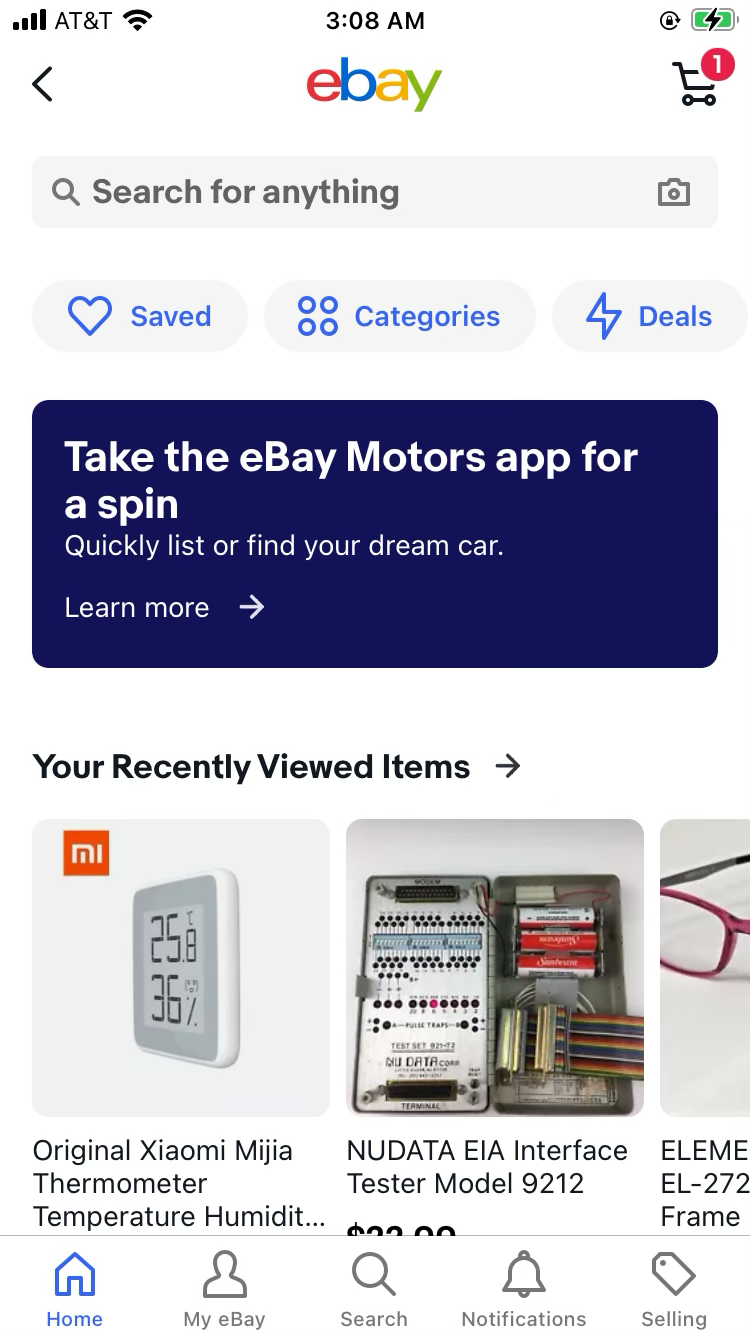 AT&T
3:08 AM
ebay
1
Search for anything
Saved
Categories
Deals
Take the eBay Motors app for
a spin
Quickly list or find your dream car.
Learn more
Your Recently Viewed Items
mi
25.8 °C
36%
MODEM
A—PULSE TRAPS—B
TEST SET 921-T2
NU DATA CORP.
TERMINAL
Sunbeam
Sunbeam
Original Xiaomi Mijia
Thermometer
Temperature Humidit...
NUDATA EIA Interface
Tester Model 9212
ELEME
EL-272
Frame
Home
My eBay
Search
Notifications
Selling